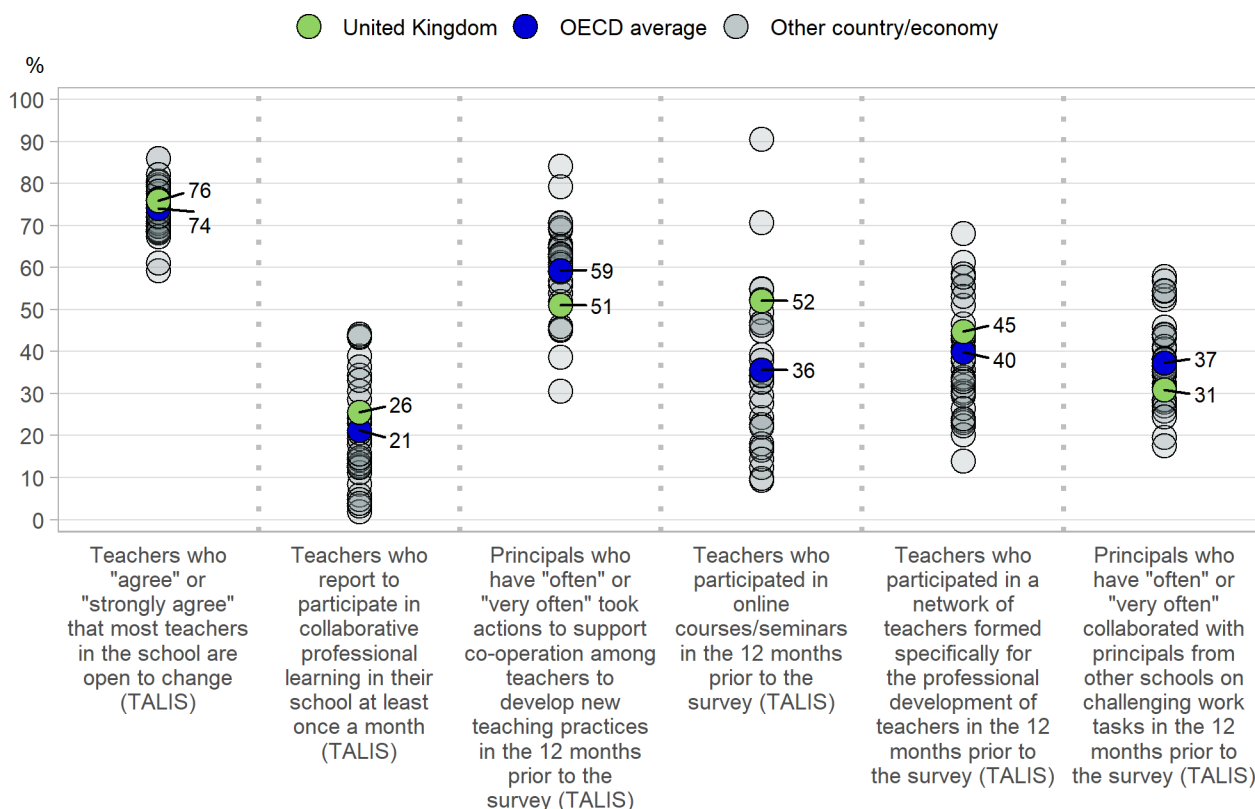 United Kingdom OECD average Other country/economy
%
100
90
80
70
60
50
40
30
20
10
0
76
74
26
21
59
51
52
36
45
40
37
31
Teachers who
"agree" or
"strongly agree"
that most teachers
in the school are
open to change
(TALIS)
Teachers who
report to
participate in
collaborative
professional
learning in their
school at least
once a month
(TALIS)
Principals who
have "often" or
"very often" took
actions to support
co-operation among
teachers to
develop new
teaching practices
in the 12 months
prior to the
survey (TALIS)
Teachers who
participated in
online
courses/seminars
in the 12 months
prior to the
survey (TALIS)
Teachers who
participated in a
network of
teachers formed
specifically for
the professional
development of
teachers in the 12
months prior to
the survey (TALIS)
Principals who
have "often" or
"very often"
collaborated with
principals from
other schools on
challenging work
tasks in the 12
months prior to
the survey (TALIS)